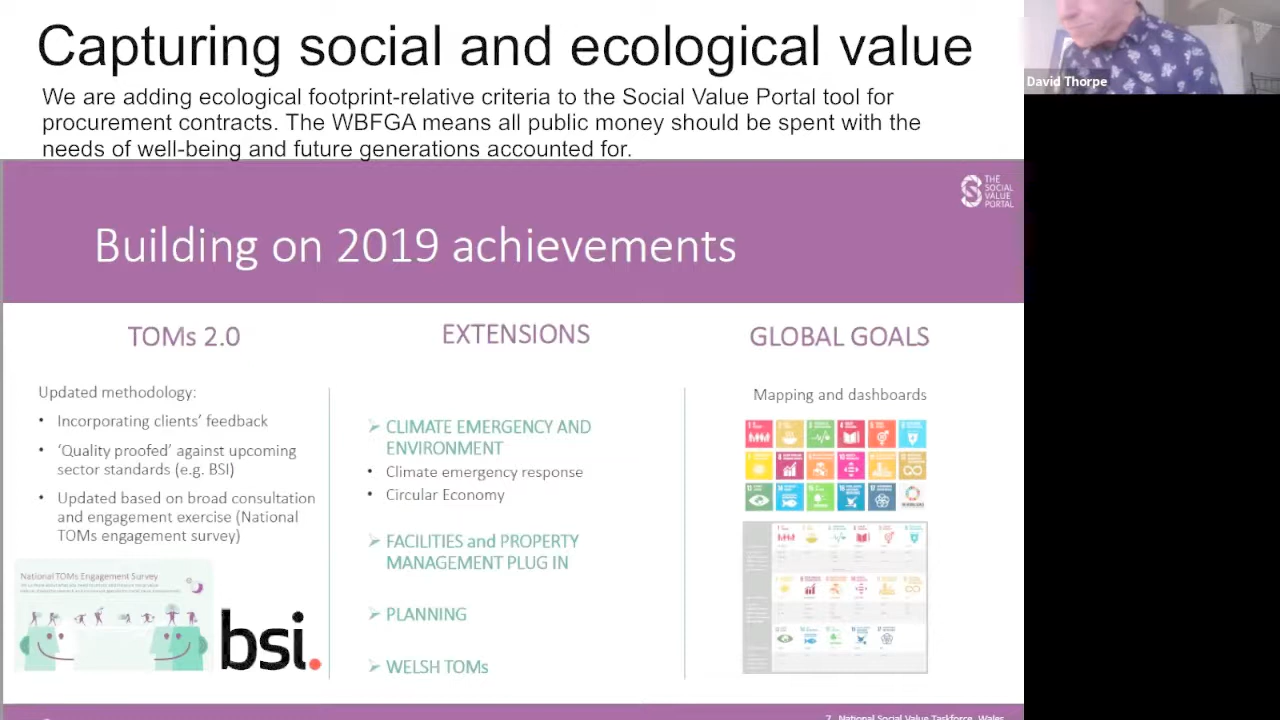 Capturing social and ecological value
We are adding ecological footprint-relative criteria to the Social Value Portal tool for
procurement contracts. The WBFGA means all public money should be spent with the
needs of well-being and future generations accounted for.
David Thorpe
THE
SOCIAL
VALUE
PORTAL
Building on 2019 achievements
TOMs 2.0
Updated methodology:
• Incorporating clients’ feedback
• ‘Quality proofed’ against upcoming
sector standards (e.g. BSI)
• Updated based on broad consultation
and engagement exercise (National
TOMs engagement survey)
National TOMs Engagement Survey
bsi.
EXTENSIONS
➢ CLIMATE EMERGENCY AND
ENVIRONMENT
• Climate emergency response
• Circular Economy
➢ FACILITIES and PROPERTY
MANAGEMENT PLUG IN
➢ PLANNING
➢ WELSH TOMs
GLOBAL GOALS
Mapping and dashboards
7 National Social Value Taskforce, Wales